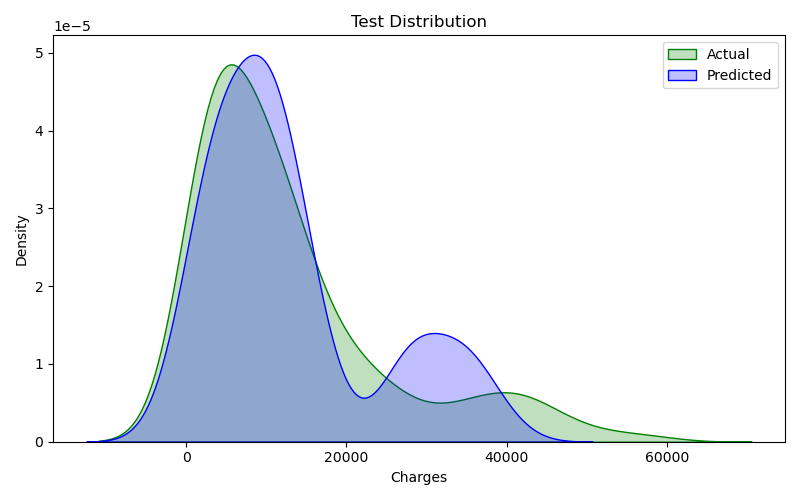 Test Distribution
1e−5
Actual
Predicted
5
4
3
2
1
0
Density
0 20000 40000 60000
Charges